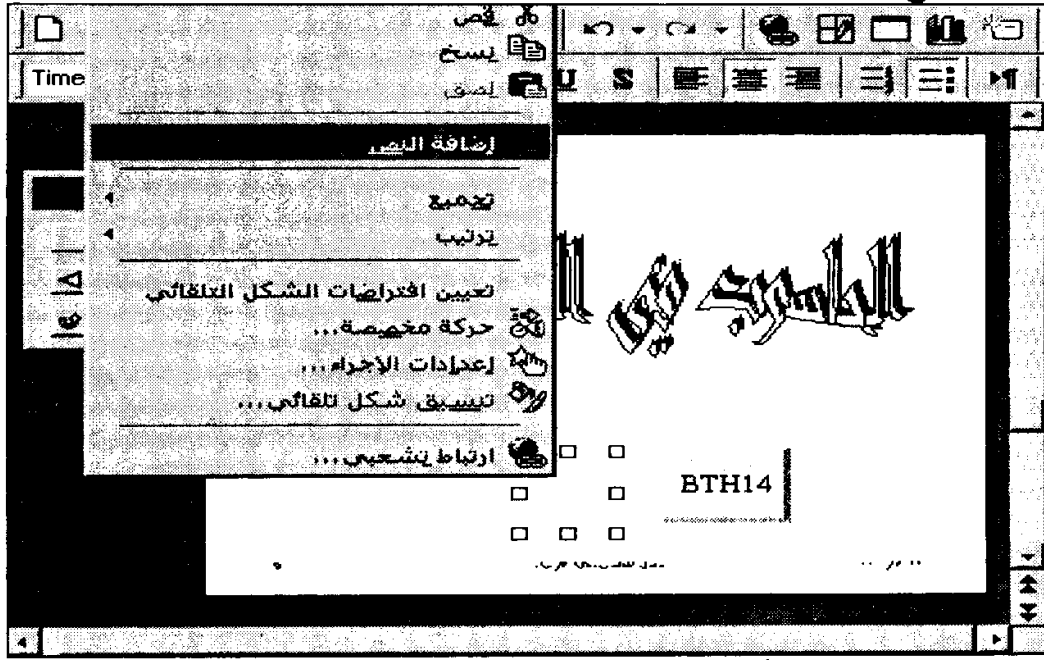 قص
نسخ
لصق
Time
U S
إضافة النص
تجميع
ترتيب
تعيين افتراضات الشكل التلقائي
حركة مخصصة...
إعدادات الإجراء...
تنسيق شكل تلقائي...
ارتباط تشعبي...
BTH14